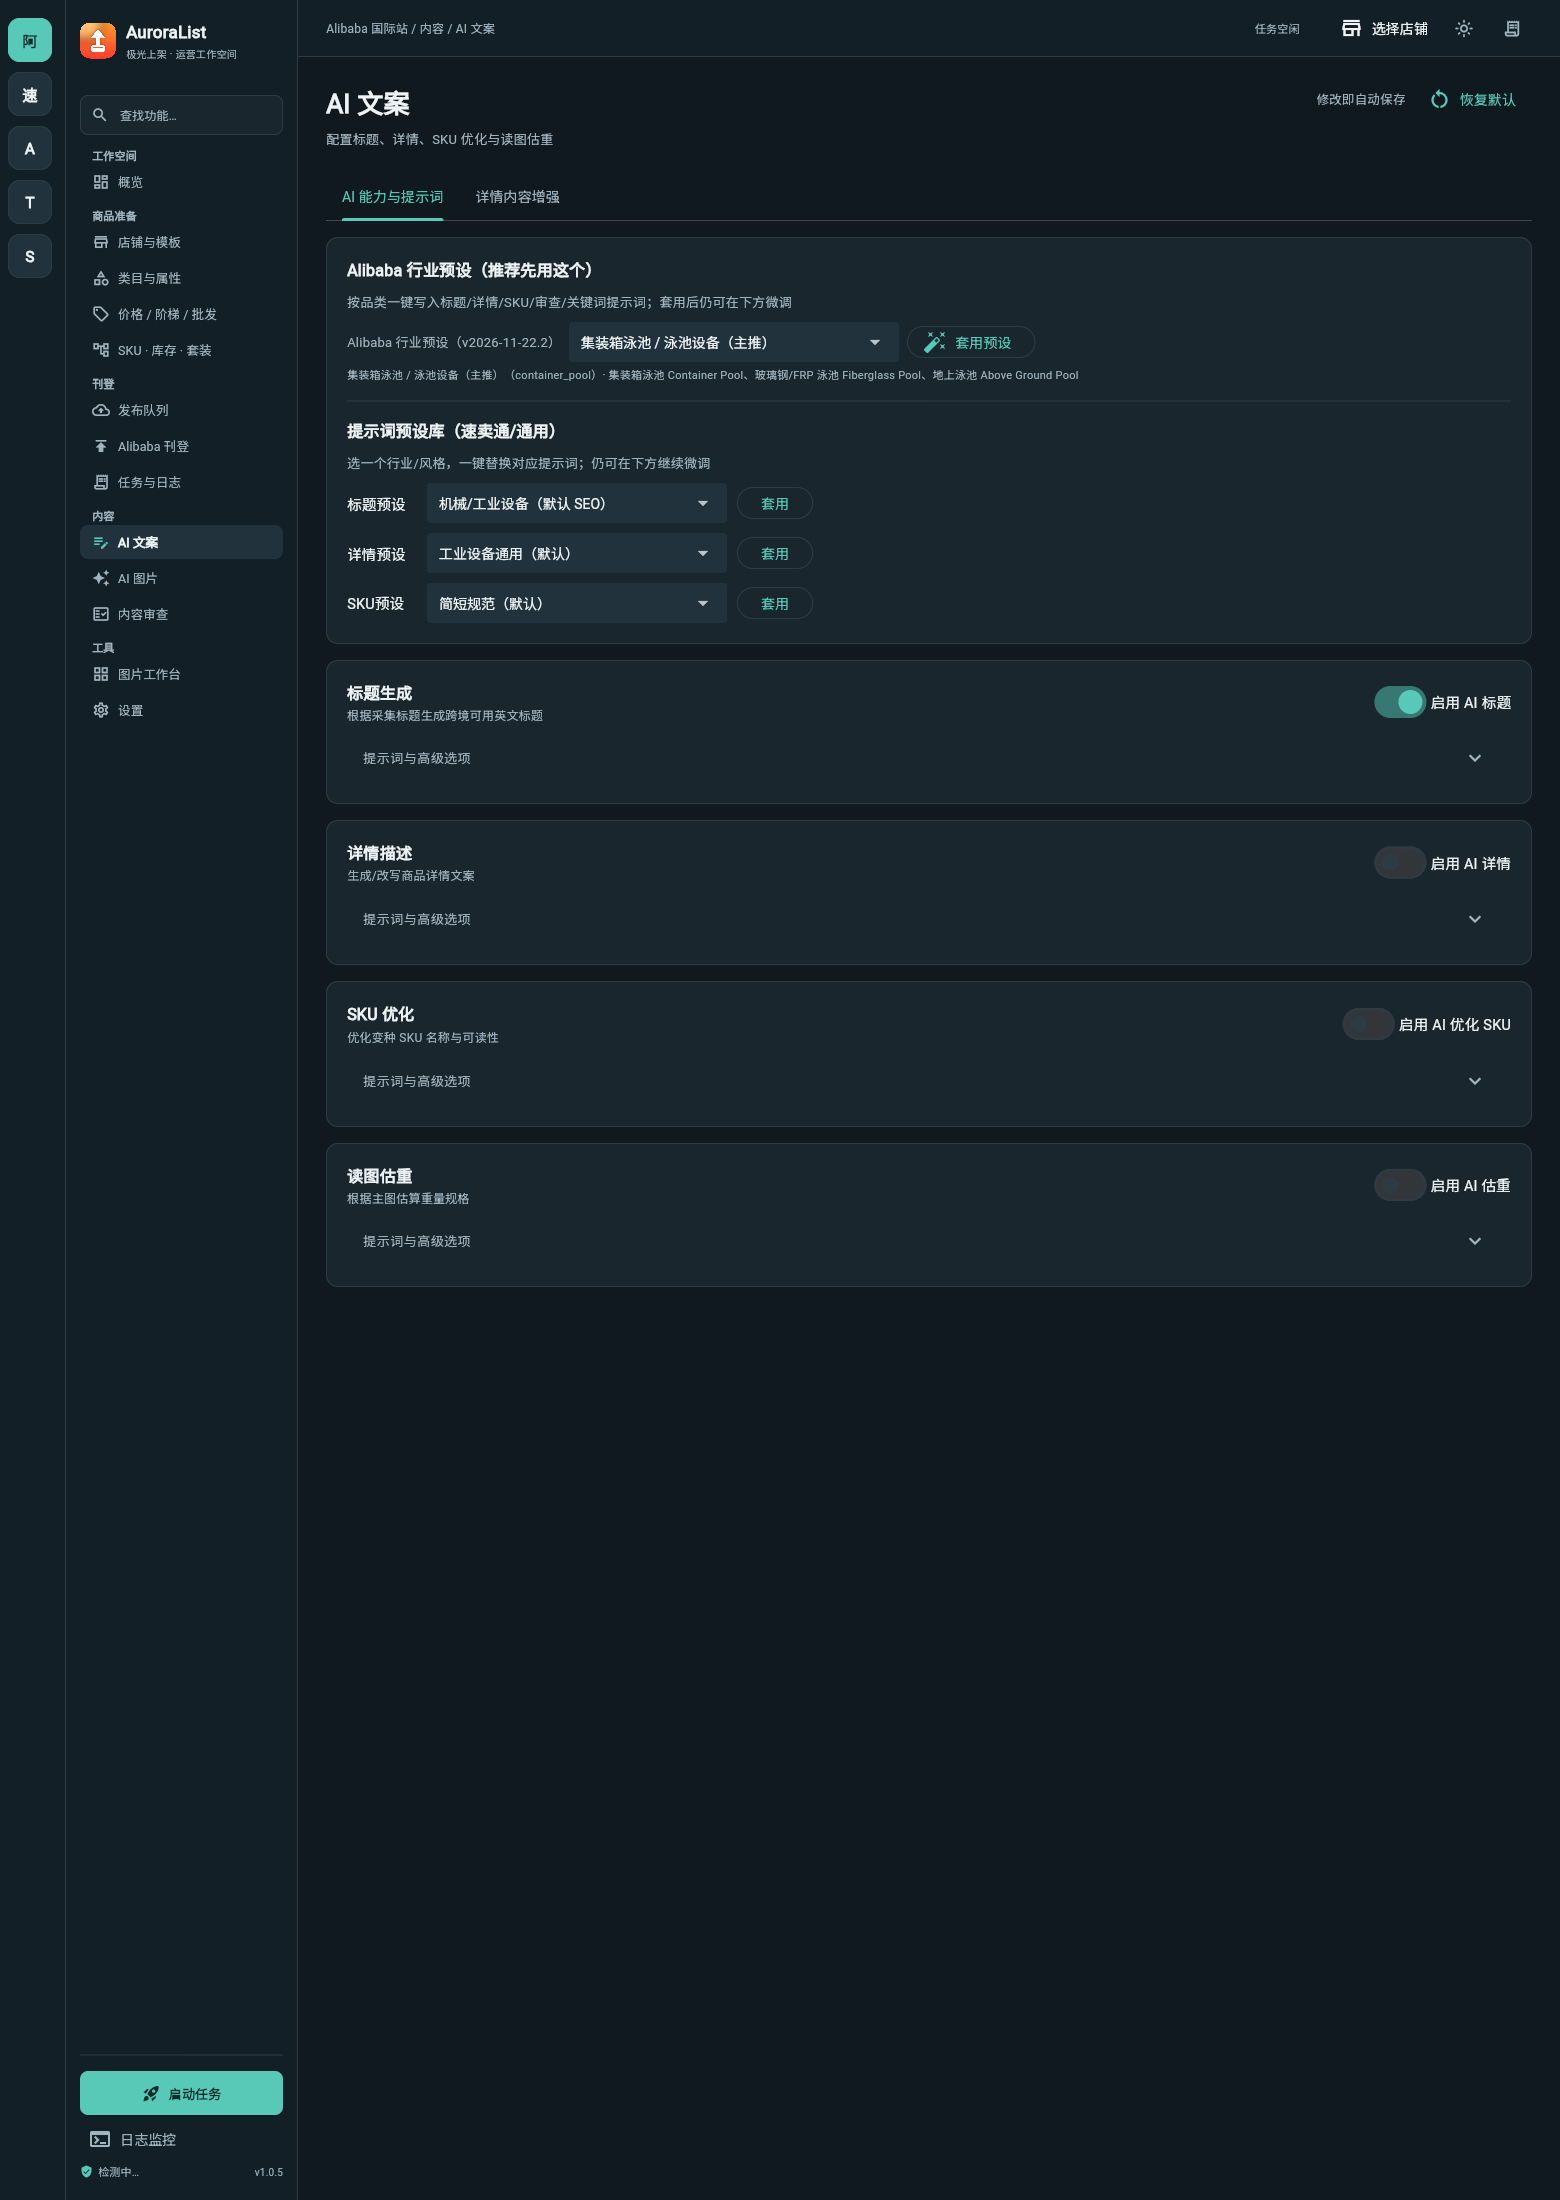 阿
速
A
T
S
AuroraList
极光上架 · 运营工作空间
查找功能...
工作空间
概览
商品准备
店铺与模板
类目与属性
价格 / 阶梯 / 批发
SKU · 库存 · 套装
刊登
发布队列
Alibaba 刊登
任务与日志
内容
AI 文案
AI 图片
内容审查
工具
图片工作台
设置
启动任务
日志监控
检测中... v1.0.5
Alibaba 国际站 / 内容 / AI 文案
任务空闲
选择店铺
AI 文案
修改即自动保存
恢复默认
配置标题、详情、SKU 优化与读图估重
AI 能力与提示词
详情内容增强
Alibaba 行业预设（推荐先用这个）
按品类一键写入标题/详情/SKU/审查/关键词提示词；套用后仍可在下方微调
Alibaba 行业预设（v2026-11-22.2） 集装箱泳池 / 泳池设备（主推） 套用预设
集装箱泳池 / 泳池设备（主推）（container_pool）· 集装箱泳池 Container Pool、玻璃钢/FRP 泳池 Fiberglass Pool、地上泳池 Above Ground Pool
提示词预设库（速卖通/通用）
选一个行业/风格，一键替换对应提示词；仍可在下方继续微调
标题预设 机械/工业设备（默认 SEO） 套用
详情预设 工业设备通用（默认） 套用
SKU预设 简短规范（默认） 套用
标题生成
根据采集标题生成跨境可用英文标题
启用 AI 标题
提示词与高级选项
详情描述
生成/改写商品详情文案
启用 AI 详情
提示词与高级选项
SKU 优化
优化变种 SKU 名称与可读性
启用 AI 优化 SKU
提示词与高级选项
读图估重
根据主图估算重量规格
启用 AI 估重
提示词与高级选项